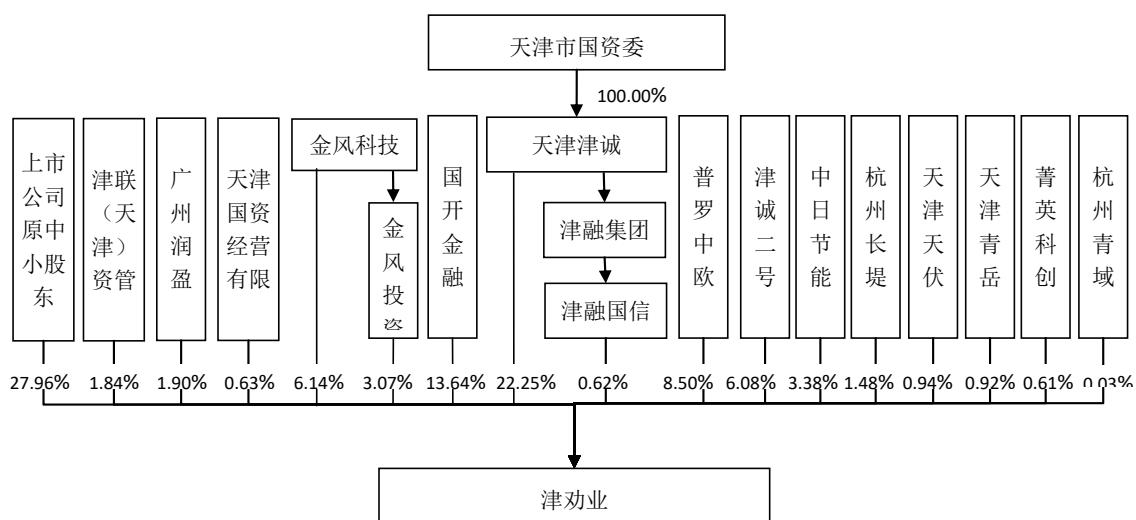 天津市国资委
100.00%
上市
公司
原中
小股
东
津联
（天
津）
资管
广
州
润
盈
天津
国资
经营
有限
金风科技
金
风
投
资
国
开
金
融
天津津诚
津融集团
津融国信
普
罗
中
欧
津
诚
二
号
中
日
节
能
杭
州
长
堤
天
津
天
伏
天
津
青
岳
菁
英
科
创
杭
州
青
域
27.96%
1.84%
1.90%
0.63%
6.14%
3.07%
13.64%
22.25%
0.62%
8.50%
6.08%
3.38%
1.48%
0.94%
0.92%
0.61%
0.03%
津劝业